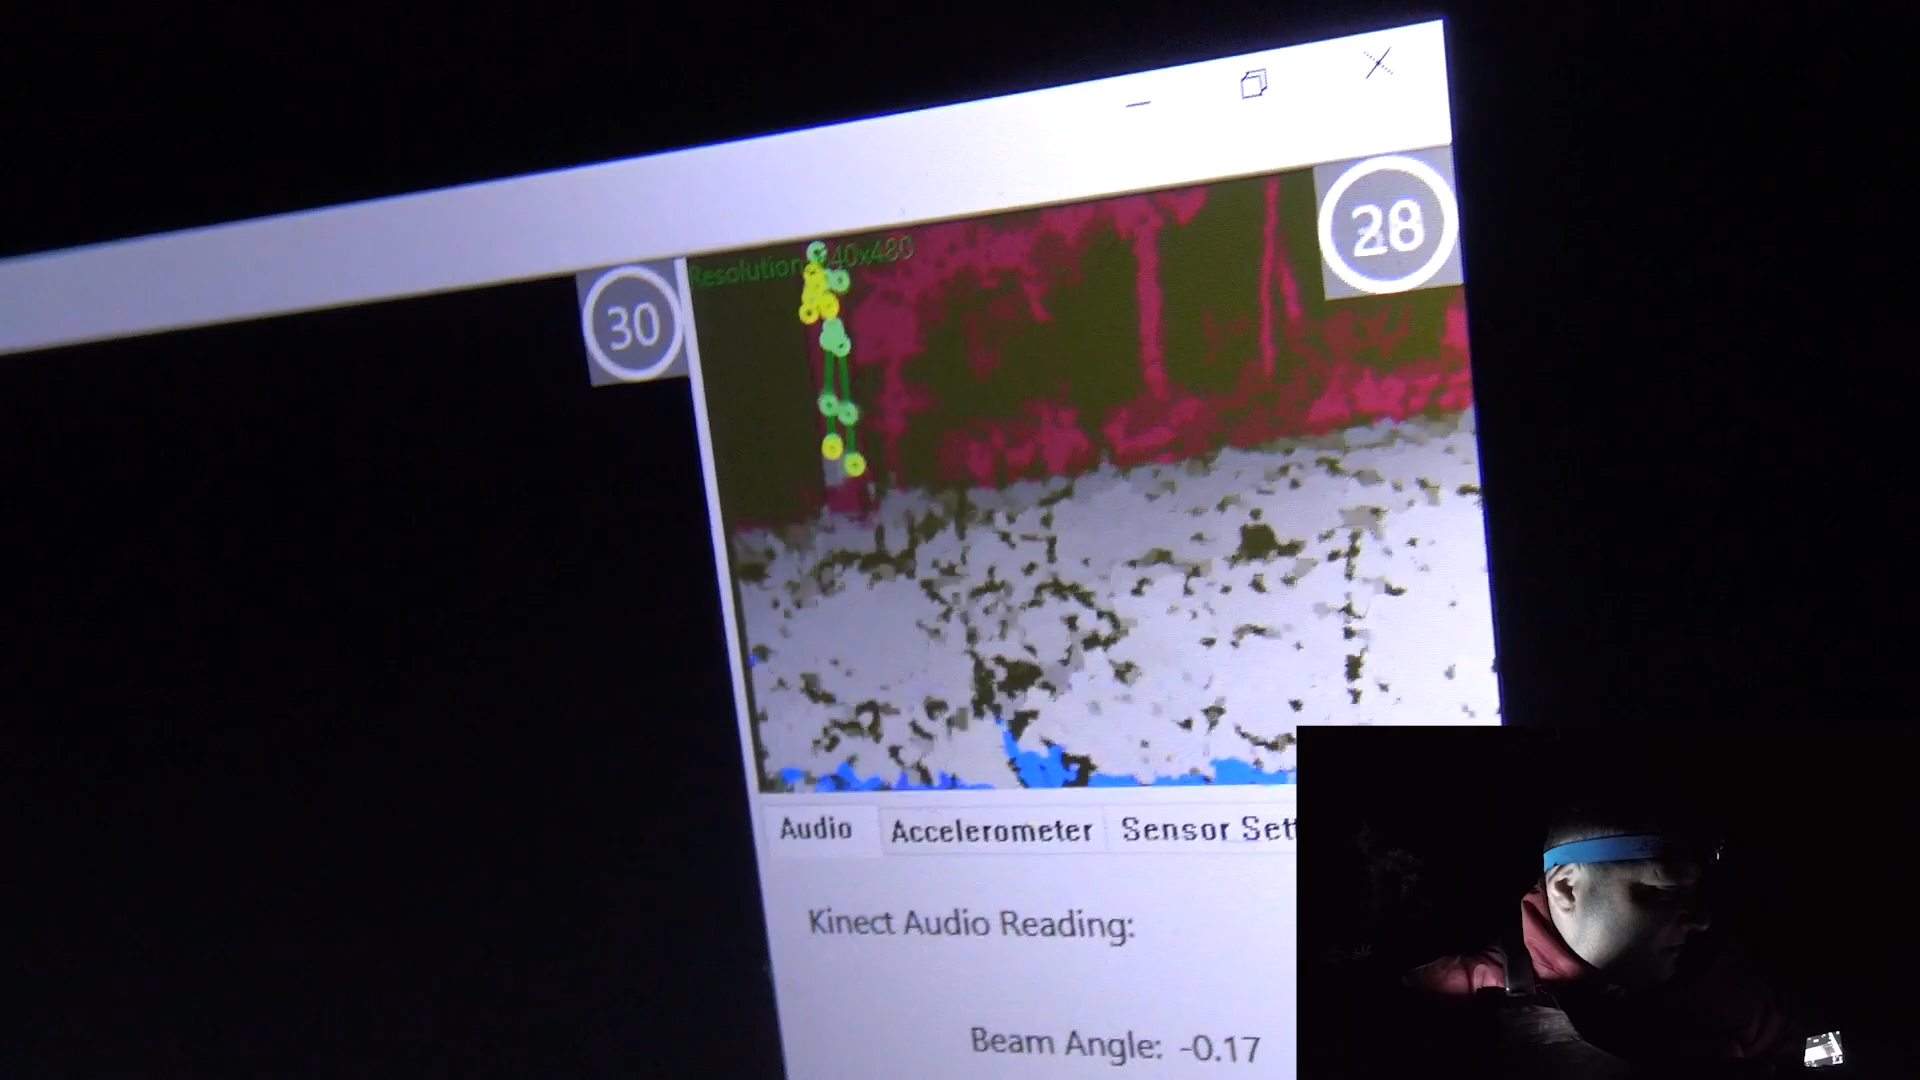 30
28
Resolution 640x480
Audio Accelerometer Sensor Sett
Kinect Audio Reading:
Beam Angle: -0.17